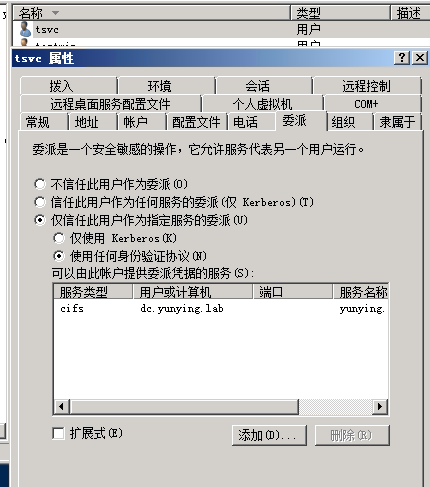 名称 类型 描述
tsvc 用户
用户
tsvc 属性
拨入 环境 会话 远程控制
远程桌面服务配置文件 个人虚拟机 COM+
常规 地址 帐户 配置文件 电话 委派 组织 隶属于
委派是一个安全敏感的操作，它允许服务代表另一个用户运行。
不信任此用户作为委派(O)
信任此用户作为任何服务的委派(仅 Kerberos)(T)
仅信任此用户作为指定服务的委派(U)
仅使用 Kerberos(K)
使用任何身份验证协议(N)
可以由此帐户提供委派凭据的服务(S):
服务类型 用户或计算机 端口 服务名称
cifs dc.yunying.lab yunying.
扩展式(E) 添加(D)... 删除(R)